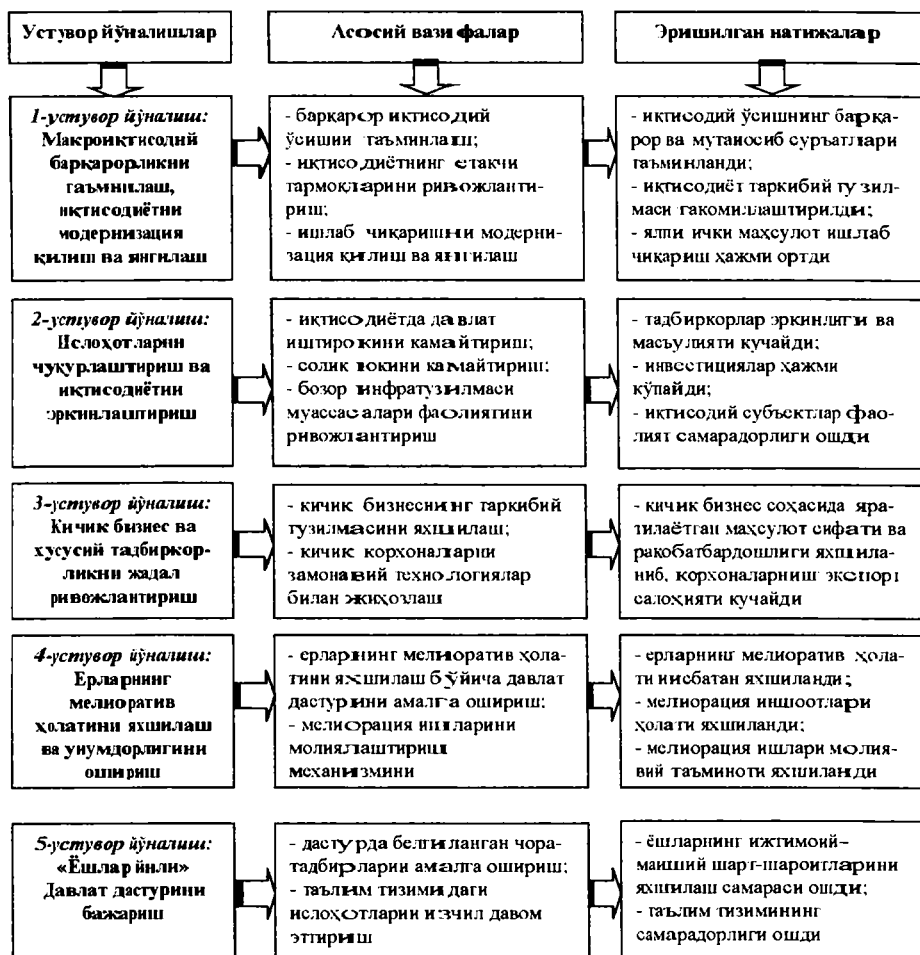 Устувор йўналишлар
Асосий вазифалар
Эришилган натижалар
1-устувор йўналиш:
Макроиқтисодий
барқарорликни
таъминлаш,
иқтисодиётни
модернизация
қилиш ва янгилаш
- барқарор иқтисодий
ўсишни таъминлаш;
- иқтисодиётнинг етакчи
тармоқларини ривожланти-
риш;
- ишлаб чиқаришни модерни-
зация қилиш ва янгилаш
- иқтисодий ўсишнинг барқа-
рор ва мутаносиб суръатлари
таъминланди;
- иқтисодиёт таркибий тузил-
маси такомиллаштирилди;
- ялпи ички маҳсулот ишлаб
чиқариш ҳажми ортди
2-устувор йўналиш:
Ислоҳотларни
чуқурлаштириш ва
иқтисодиётни
эркинлаштириш
- иқтисодиётда давлат
иштирокини камайтириш;
- солиқ юкини камайтириш;
- бозор инфратузилмаси
муассасалари фаолиятини
ривожлантириш
- тадбиркорлар эркинлиги ва
масъулияти кучайди;
- инвестициялар ҳажми
кўпайди;
- иқтисодий субъектлар фао-
лият самарадорлиги ошди
3-устувор йўналиш:
Кичик бизнес ва
хусусий тадбиркор-
ликни жадал
ривожлантириш
- кичик бизнеснинг таркибий
тузилмасини яхшилаш;
- кичик корхоналарни
замонавий технологиялар
билан жиҳозлаш
- кичик бизнес соҳасида яра-
тилаётган маҳсулот сифати ва
рақобатбардошлиги яхшила-
ниб, корхоналарнинг экспорт
салоҳияти кучайди
4-устувор йўналиш:
Ерларнинг
мелиоратив
ҳолатини яхшилаш
ва унумдорлигини
ошириш
- ерларнинг мелиоратив ҳола-
тини яхшилаш бўйича давлат
дастурини амалга ошириш;
- мелиорация ишларини
молиялаштириш
механизмини
- ерларнинг мелиоратив ҳола-
ти нисбатан яхшиланди;
- мелиорация иншоотлари
ҳолати яхшиланди;
- мелиорация ишлари молия-
вий таъминоти яхшиланди
5-устувор йўналиш:
«Ёшлар йили»
Давлат дастурини
бажариш
- дастурда белгиланган чора-
тадбирларни амалга ошириш;
- таълим тизимидаги
ислоҳотларни изчил давом
эттириш
- ёшларнинг ижтимоий-
маиший шарт-шароитларини
яхшилаш самараси ошди;
- таълим тизимининг
самарадорлиги ошди